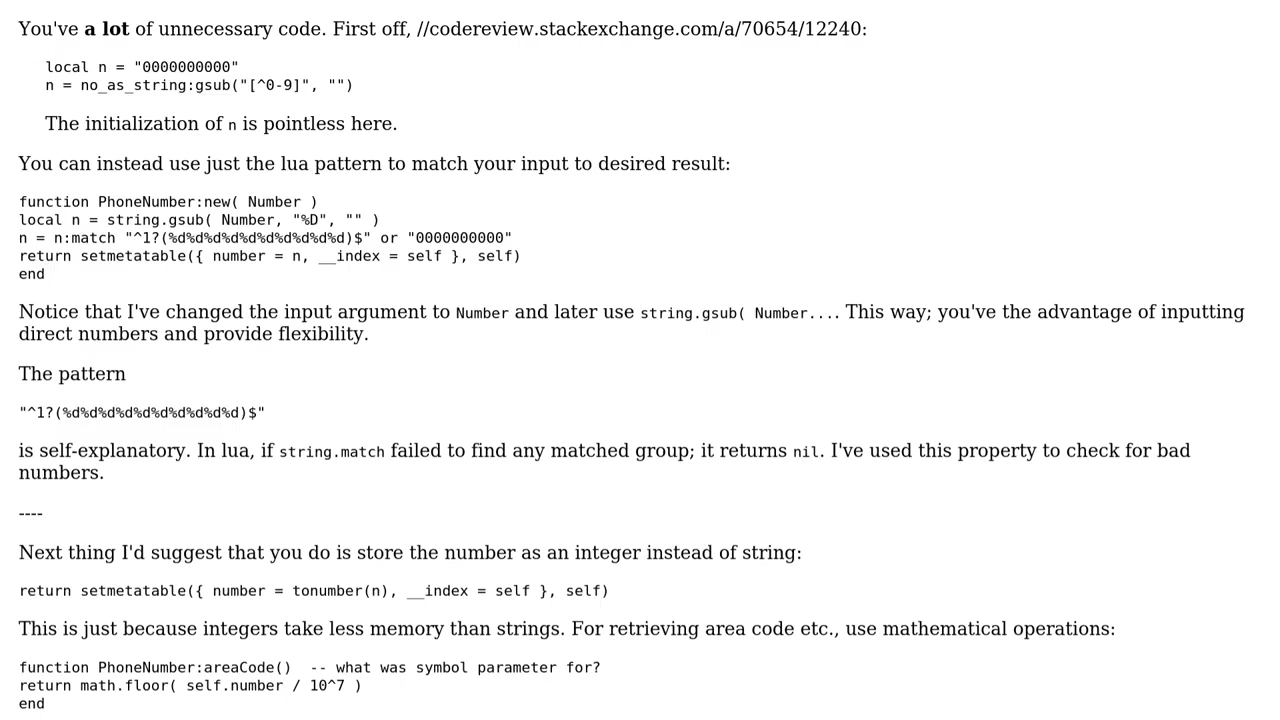 You've a lot of unnecessary code. First off, //codereview.stackexchange.com/a/70654/12240:
local n = "0000000000"
n = no_as_string:gsub("[^0-9]", "")
The initialization of n is pointless here.
You can instead use just the lua pattern to match your input to desired result:
function PhoneNumber:new( Number )
local n = string.gsub( Number, "%D", "" )
n = n:match "^1?(%d%d%d%d%d%d%d%d%d%d)$" or "0000000000"
return setmetatable({ number = n, __index = self }, self)
end
Notice that I've changed the input argument to Number and later use string.gsub( Number.... This way; you've the advantage of inputting
direct numbers and provide flexibility.
The pattern
"^1?(%d%d%d%d%d%d%d%d%d%d)$"
is self-explanatory. In lua, if string.match failed to find any matched group; it returns nil. I've used this property to check for bad
numbers.
----
Next thing I'd suggest that you do is store the number as an integer instead of string:
return setmetatable({ number = tonumber(n), __index = self }, self)
This is just because integers take less memory than strings. For retrieving area code etc., use mathematical operations:
function PhoneNumber:areaCode()  -- what was symbol parameter for?
return math.floor( self.number / 10^7 )
end